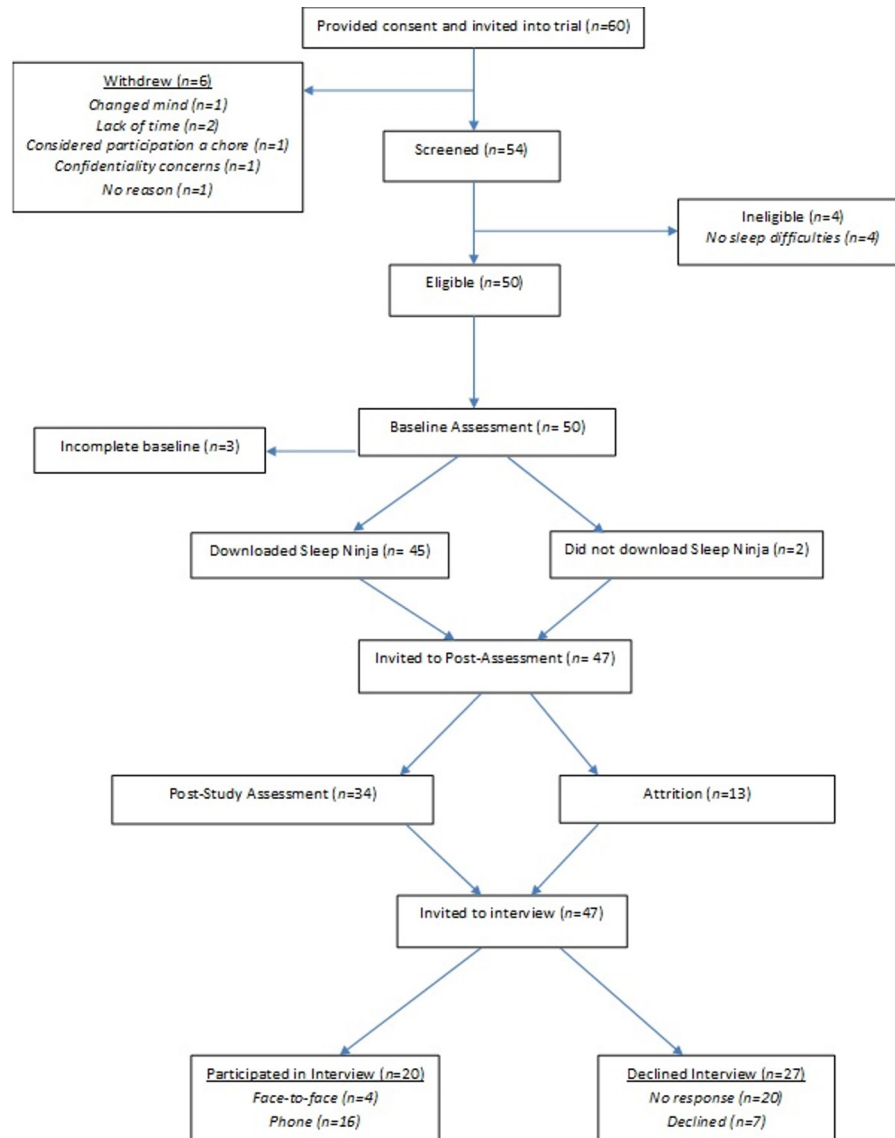 Provided consent and invited into trial (n=60)
Withdrew (n=6)
Changed mind (n=1)
Lack of time (n=2)
Considered participation a chore (n=1)
Confidentiality concerns (n=1)
No reason (n=1)
Screened (n=54)
Ineligible (n=4)
No sleep difficulties (n=4)
Eligible (n=50)
Baseline Assessment (n= 50)
Incomplete baseline (n=3)
Downloaded Sleep Ninja (n= 45)
Did not download Sleep Ninja (n=2)
Invited to Post-Assessment (n= 47)
Post-Study Assessment (n=34)
Attrition (n=13)
Invited to interview (n=47)
Participated in Interview (n=20)
Face-to-face (n=4)
Phone (n=16)
Declined Interview (n=27)
No response (n=20)
Declined (n=7)